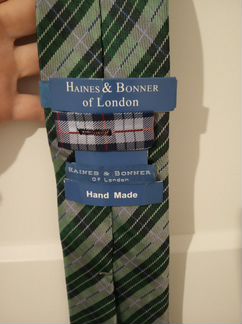 HAINES & BONNER
of London
HAINES & BONNER
Of London
Hand Made